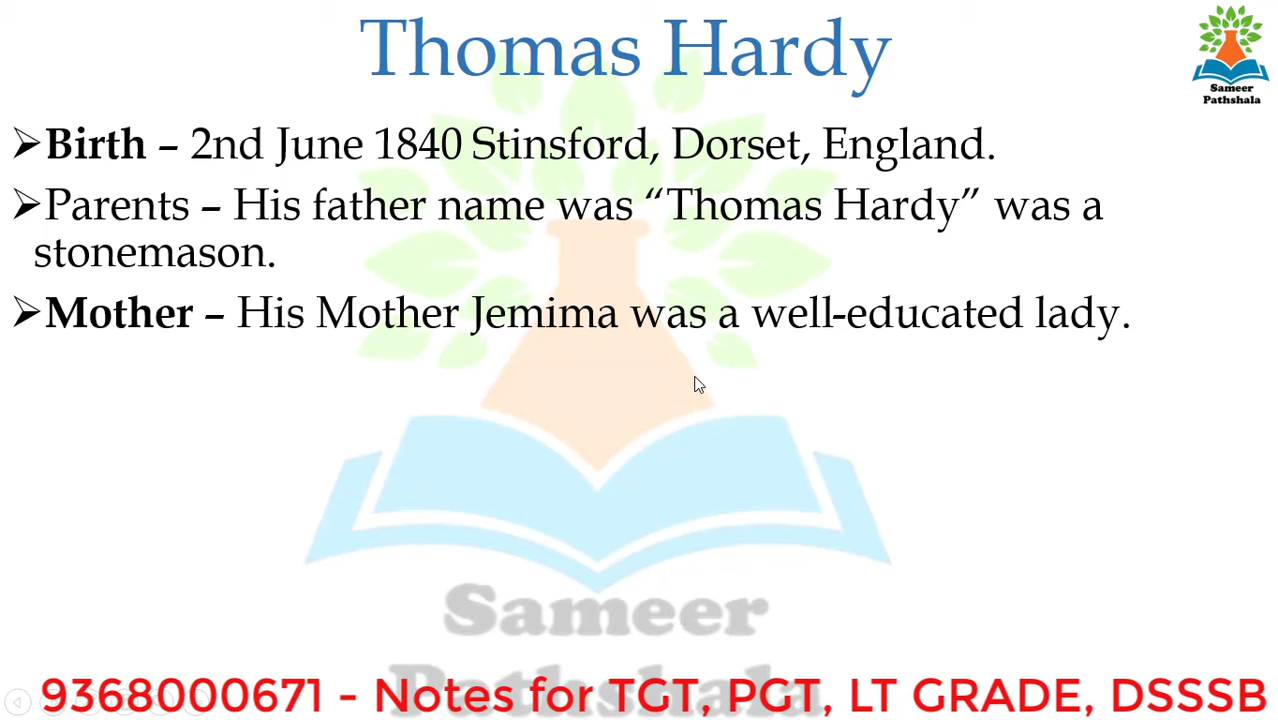 Thomas Hardy
Sameer
Pathshala
➢Birth – 2nd June 1840 Stinsford, Dorset, England.
➢Parents – His father name was “Thomas Hardy” was a
stonemason.
➢Mother – His Mother Jemima was a well-educated lady.
Sameer
Pathshala
9368000671 - Notes for TGT, PGT, LT GRADE, DSSSB